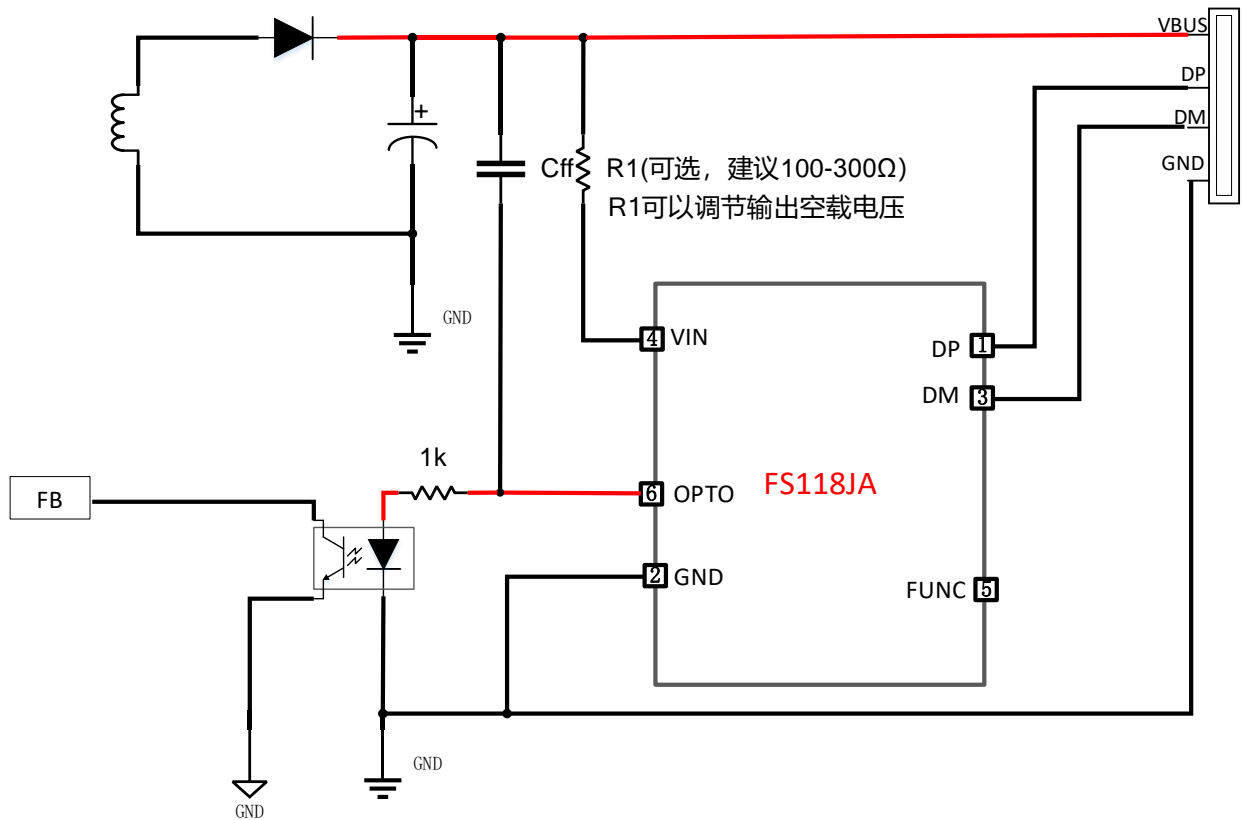 VBUS
DP
DM
GND
+
Cff
R1(可选，建议100-300Ω)
R1可以调节输出空载电压
GND
4
VIN
DP
1
DM
3
1k
FB
6
OPTO
FS118JA
2
GND
FUNC
5
GND
GND